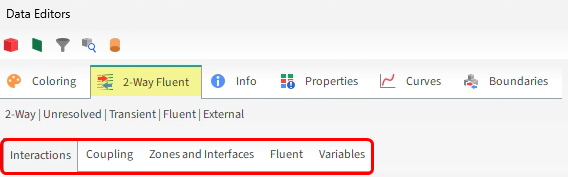 Data Editors
Coloring 2-Way Fluent Info Properties Curves Boundaries
2-Way | Unresolved | Transient | Fluent | External
Interactions Coupling Zones and Interfaces Fluent Variables